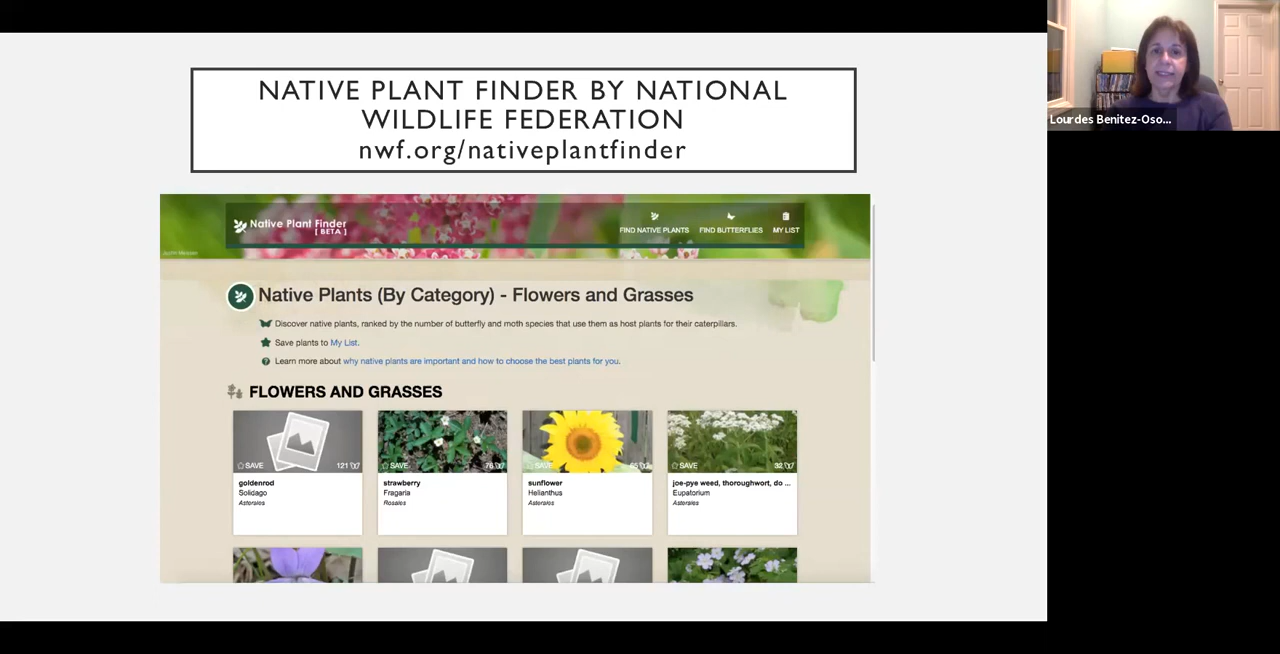 NATIVE PLANT FINDER BY NATIONAL
WILDLIFE FEDERATION
nwf.org/nativeplantfinder
Lourdes Benitez-Oso...
Native Plant Finder
[ BETA ]
FIND NATIVE PLANTS
FIND BUTTERFLIES
MY LIST
Native Plants (By Category) - Flowers and Grasses
Discover native plants, ranked by the number of butterfly and moth species that use them as host plants for their caterpillars.
Save plants to My List.
Learn more about why native plants are important and how to choose the best plants for you.
FLOWERS AND GRASSES
SAVE 121
SAVE 76
SAVE 65
SAVE 32
goldenrod
Solidago
Asterales
strawberry
Fragaria
Rosales
sunflower
Helianthus
Asterales
joe-pye weed, thoroughwort, do ...
Eupatorium
Asterales